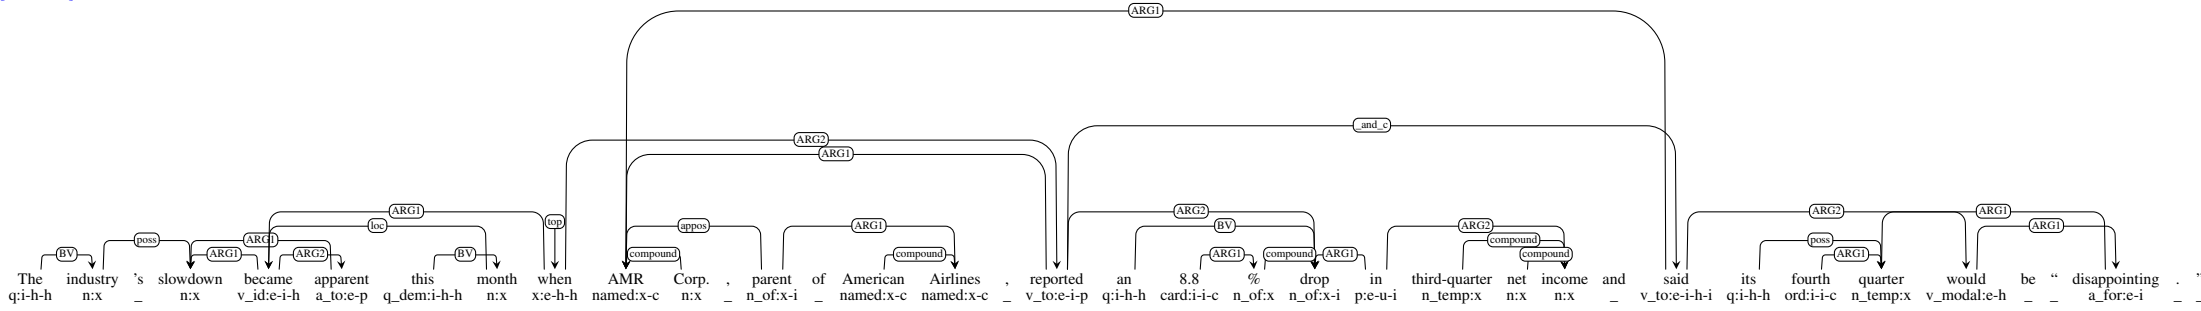 ARG1
_and_c
ARG2
ARG1
ARG1 top ARG2 ARG2 ARG1
loc appos ARG1 BV ARG2 ARG1
poss ARG1 compound poss
BV ARG1 ARG2 BV compound compound ARG1 compound ARG1 compound ARG1
The industry 's slowdown became apparent this month when AMR Corp. , parent of American Airlines , reported an 8.8 % drop in third-quarter net income and said its fourth quarter would be “ disappointing . ”
q:i-h-h n:x _ n:x v_id:e-i-h a_to:e-p q_dem:i-h-h n:x x:e-h-h named:x-c n:x _ n_of:x-i _ named:x-c named:x-c _ v_to:e-i-p q:i-h-h card:i-i-c n_of:x n_of:x-i p:e-u-i n_temp:x n:x n:x _ v_to:e-i-h-i q:i-h-h ord:i-i-c n_temp:x v_modal:e-h _ _ a_for:e-i _ _